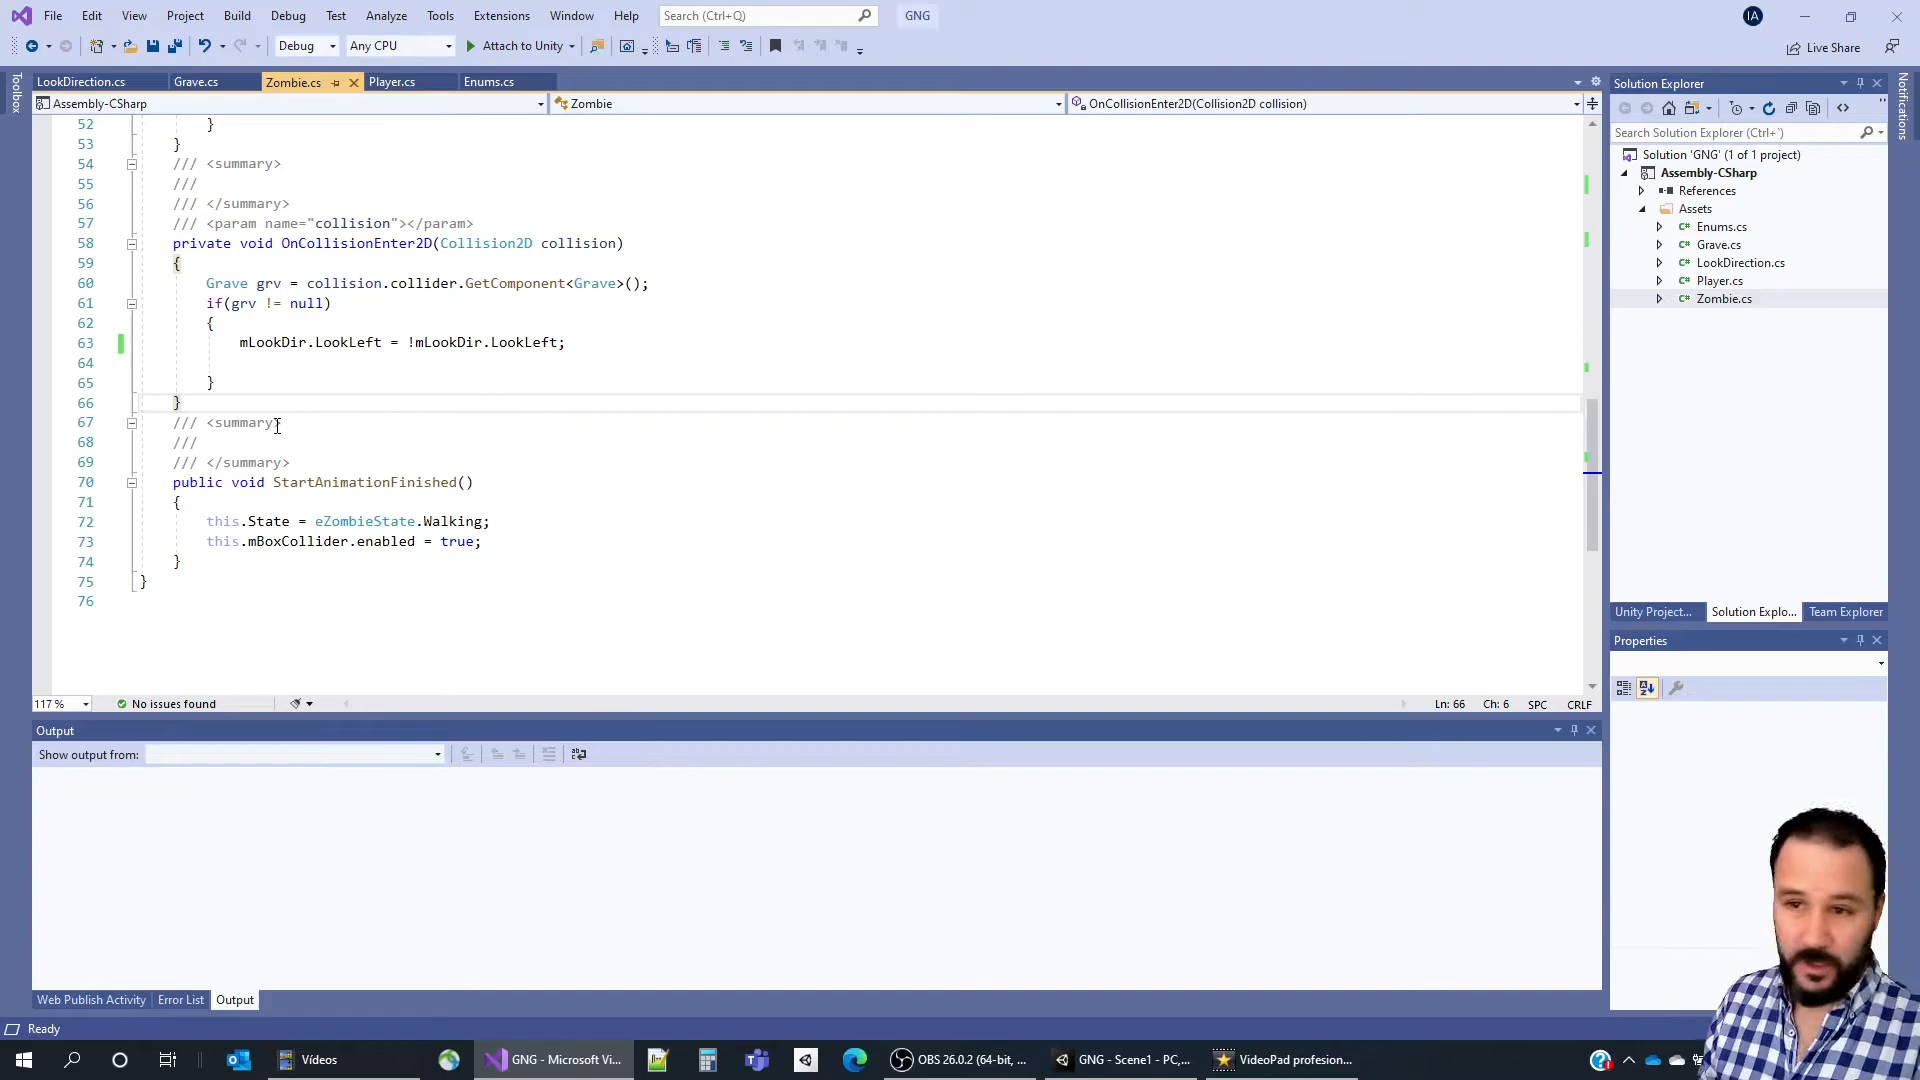 File Edit View Project Build Debug Test Analyze Tools Extensions Window Help Search (Ctrl+Q) GNG IA
Debug Any CPU Attach to Unity Live Share
Toolbox
LookDirection.cs Grave.cs Zombie.cs Player.cs Enums.cs
Assembly-CSharp Zombie OnCollisionEnter2D(Collision2D collision)
52 }
53 }
54 /// <summary>
55 ///
56 /// </summary>
57 /// <param name="collision"></param>
58 private void OnCollisionEnter2D(Collision2D collision)
59 {
60 Grave grv = collision.collider.GetComponent<Grave>();
61 if(grv != null)
62 {
63 mLookDir.LookLeft = !mLookDir.LookLeft;
64
65 }
66 }
67 /// <summary>
68 ///
69 /// </summary>
70 public void StartAnimationFinished()
71 {
72 this.State = eZombieState.Walking;
73 this.mBoxCollider.enabled = true;
74 }
75 }
76
117 % No issues found Ln: 66 Ch: 6 SPC CRLF
Output
Show output from:
Web Publish Activity Error List Output
Ready
Solution Explorer
Search Solution Explorer (Ctrl+¨)
Solution 'GNG' (1 of 1 project)
Assembly-CSharp
References
Assets
C# Enums.cs
C# Grave.cs
C# LookDirection.cs
C# Player.cs
C# Zombie.cs
Unity Project... Solution Explo... Team Explorer
Properties
Notifications
Vídeos GNG - Microsoft Vi... OBS 26.0.2 (64-bit, ... GNG - Scene1 - PC,... VideoPad profesion...